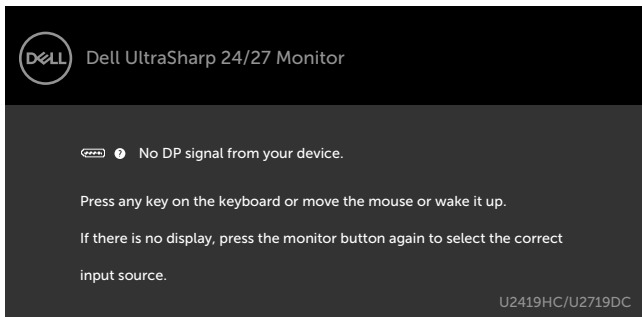 DELL Dell UltraSharp 24/27 Monitor
? No DP signal from your device.
Press any key on the keyboard or move the mouse or wake it up.
If there is no display, press the monitor button again to select the correct
input source.
U2419HC/U2719DC